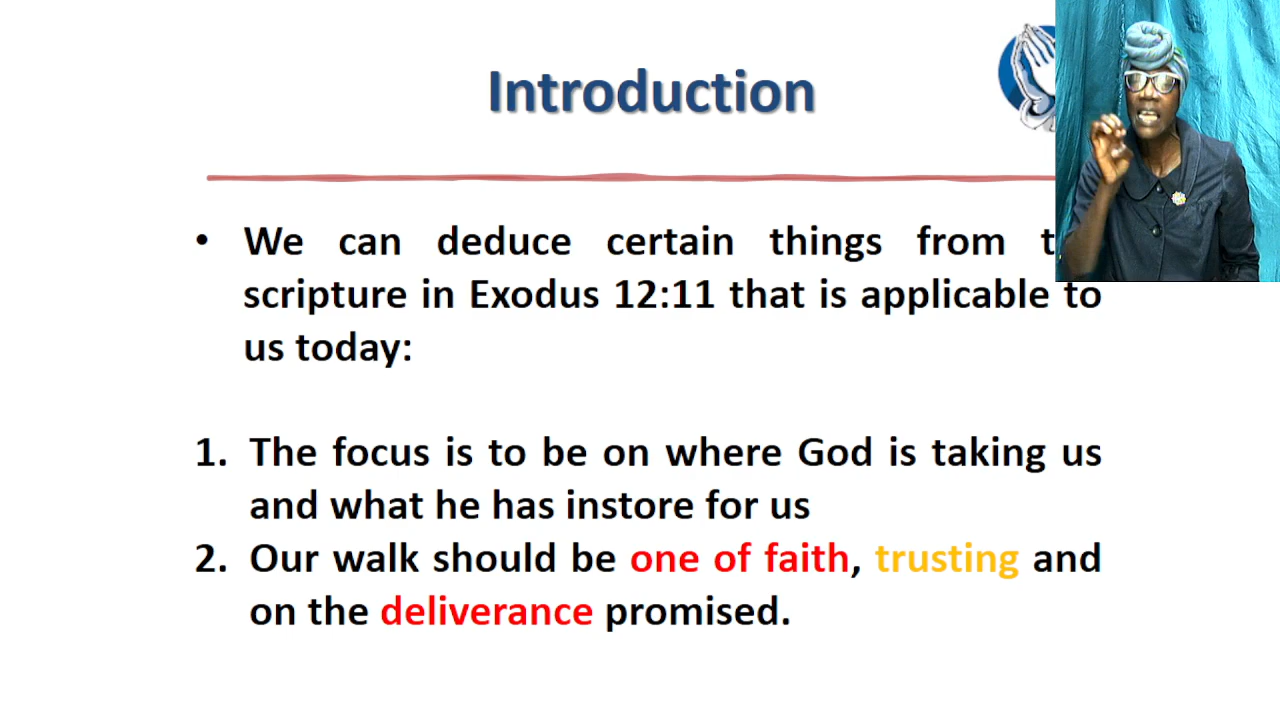 Introduction
• We can deduce certain things from
scripture in Exodus 12:11 that is applicable to
us today:
1. The focus is to be on where God is taking us
and what he has instore for us
2. Our walk should be one of faith, trusting and
on the deliverance promised.